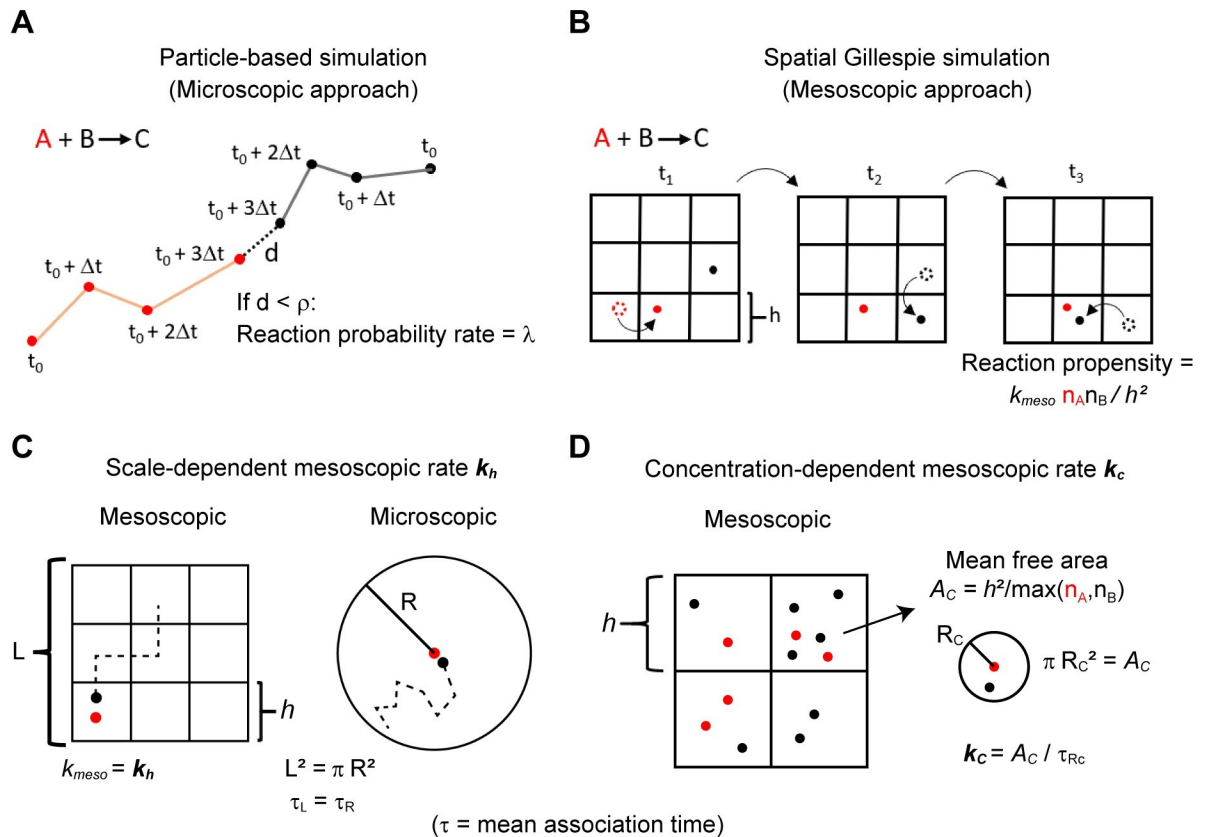 A
Particle-based simulation
(Microscopic approach)
A + B → C
t₀ + 2Δt
t₀
t₀ + Δt
t₀ + 3Δt
t₀ + 3Δt
d
t₀ + Δt
t₀ + 2Δt
t₀
If d < ρ:
Reaction probability rate = λ
B
Spatial Gillespie simulation
(Mesoscopic approach)
A + B → C
t₁
t₂
t₃
h
Reaction propensity =
k_meso n_A n_B / h²
C
Scale-dependent mesoscopic rate k_h
Mesoscopic
Microscopic
L
R
h
k_meso = k_h
L² = π R²
τ_L = τ_R
D
Concentration-dependent mesoscopic rate k_c
Mesoscopic
Mean free area
A_C = h²/max(n_A,n_B)
h
R_C
π R_C² = A_C
k_C = A_C / τ_Rc
(τ = mean association time)